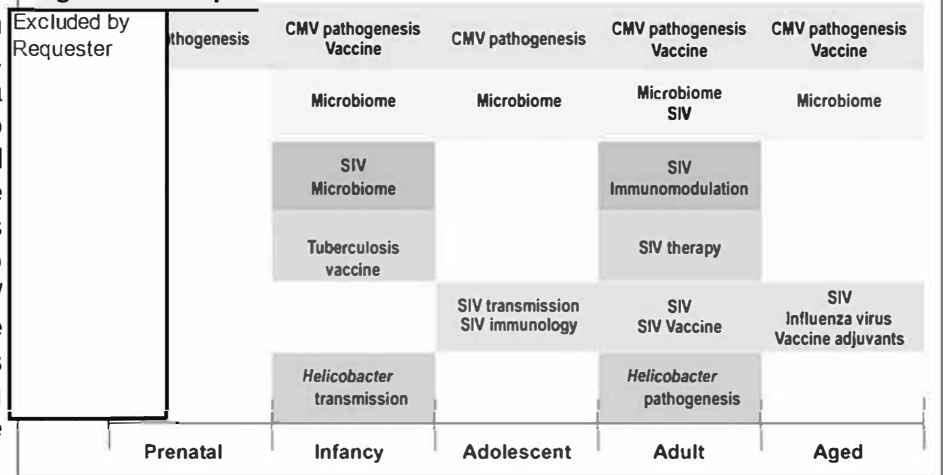 Excluded by
Requester
thogenesis
CMV pathogenesis
Vaccine
CMV pathogenesis
CMV pathogenesis
Vaccine
CMV pathogenesis
Vaccine
Microbiome
Microbiome
Microbiome
SIV
Microbiome
SIV
Microbiome
SIV
Immunomodulation
Tuberculosis
vaccine
SIV therapy
SIV transmission
SIV immunology
SIV
SIV Vaccine
SIV
Influenza virus
Vaccine adjuvants
Helicobacter
transmission
Helicobacter
pathogenesis
Prenatal
Infancy
Adolescent
Adult
Aged